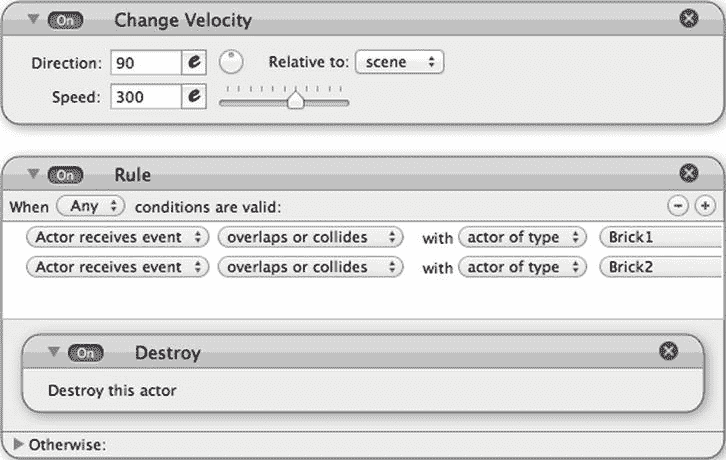 On Change Velocity
Direction: 90 e Relative to: scene
Speed: 300 e
On Rule
When Any conditions are valid:
Actor receives event overlaps or collides with actor of type Brick1
Actor receives event overlaps or collides with actor of type Brick2
On Destroy
Destroy this actor
Otherwise: